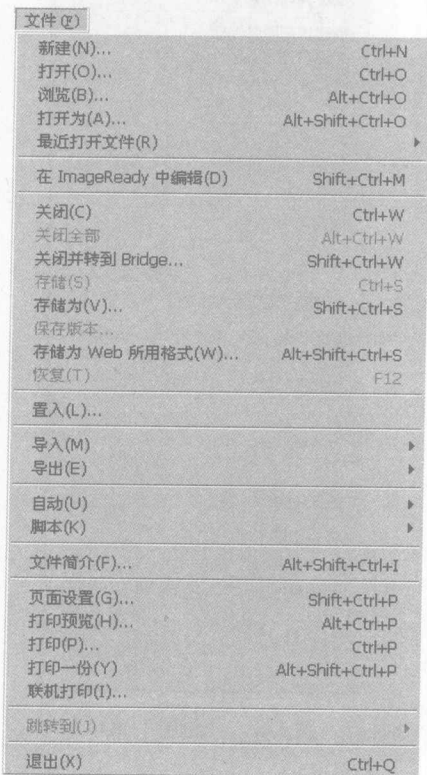 文件(F)
新建(N)... Ctrl+N
打开(O)... Ctrl+O
浏览(B)... Alt+Ctrl+O
打开为(A)... Alt+Shift+Ctrl+O
最近打开文件(R)
在 ImageReady 中编辑(D) Shift+Ctrl+M
关闭(C) Ctrl+W
关闭全部 Alt+Ctrl+W
关闭并转到 Bridge... Shift+Ctrl+W
存储(S) Ctrl+S
存储为(V)... Shift+Ctrl+S
保存版本...
存储为 Web 所用格式(W)... Alt+Shift+Ctrl+S
恢复(T) F12
置入(L)...
导入(M)
导出(E)
自动(U)
脚本(K)
文件简介(F)... Alt+Shift+Ctrl+I
页面设置(G)... Shift+Ctrl+P
打印预览(H)... Alt+Ctrl+P
打印(P)... Ctrl+P
打印一份(Y) Alt+Shift+Ctrl+P
联机打印(I)...
跳转到(J)
退出(X) Ctrl+Q